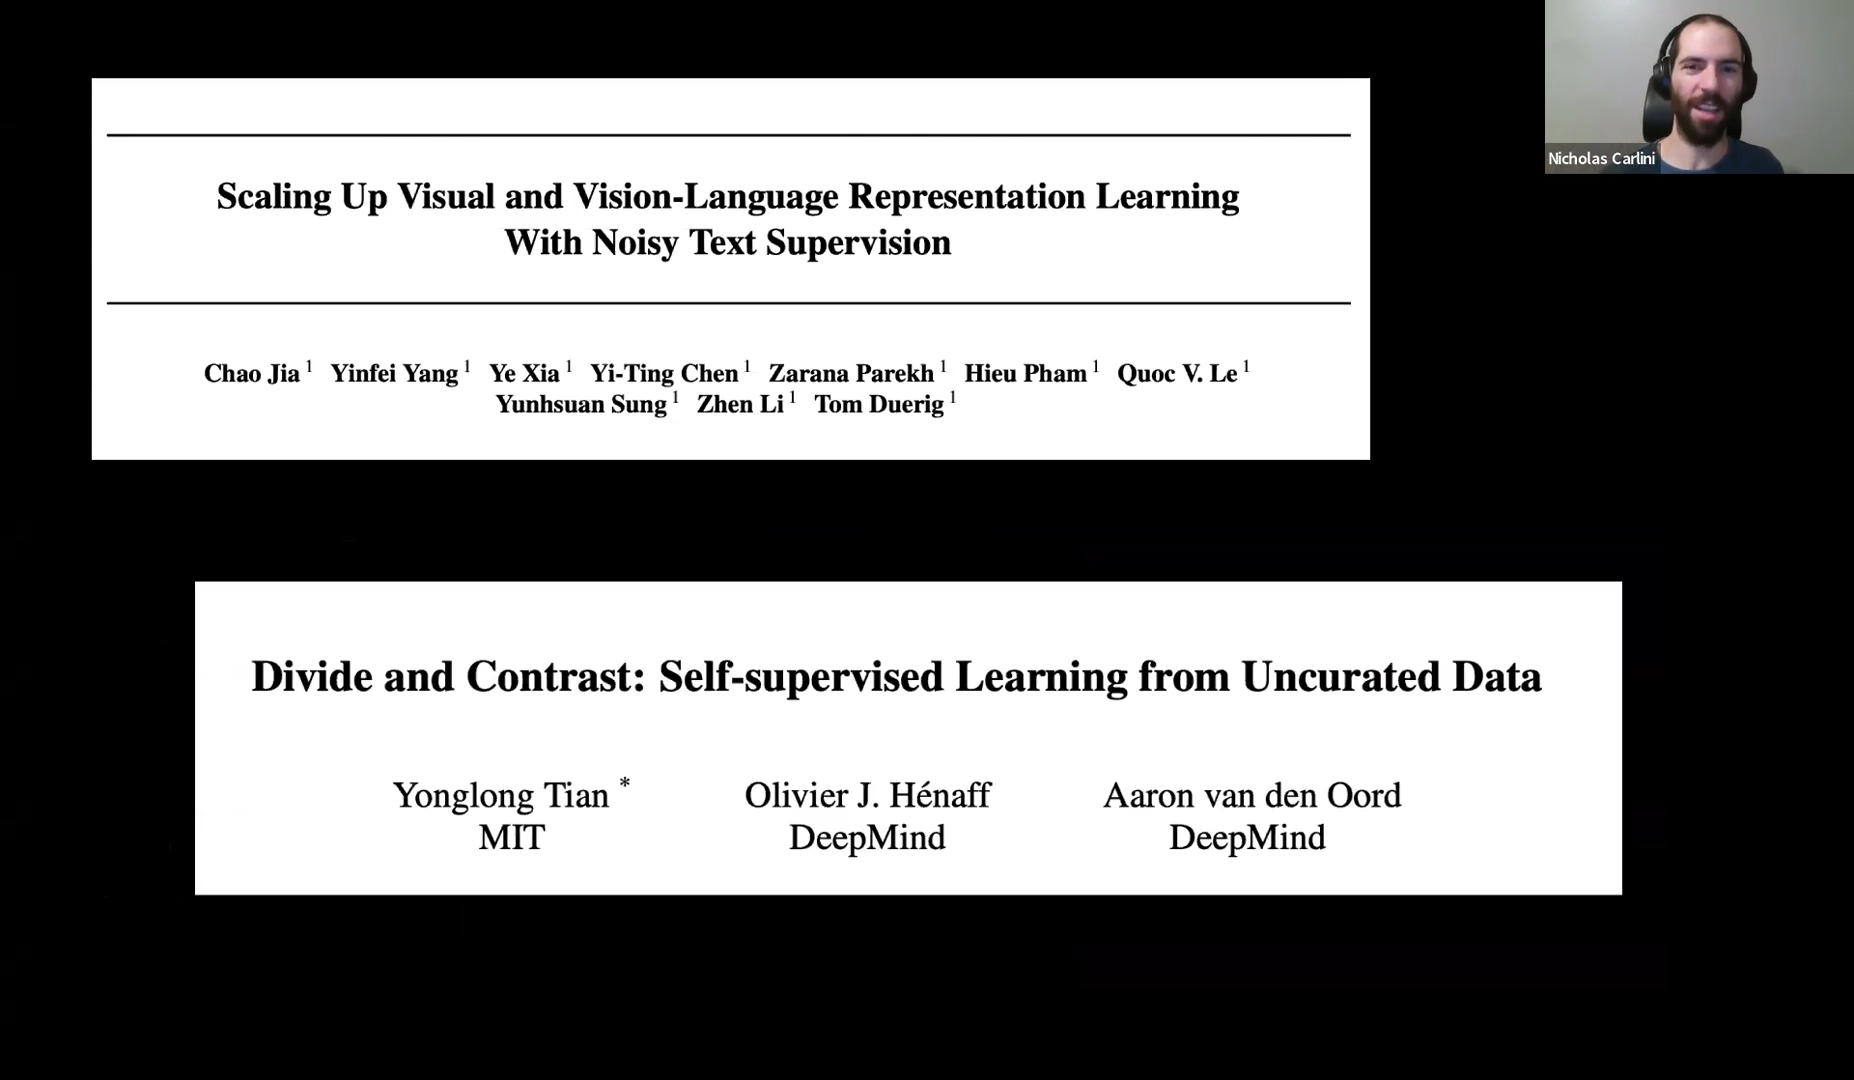 Nicholas Carlini
Scaling Up Visual and Vision-Language Representation Learning
With Noisy Text Supervision
Chao Jia 1 Yinfei Yang 1 Ye Xia 1 Yi-Ting Chen 1 Zarana Parekh 1 Hieu Pham 1 Quoc V. Le 1
Yunhsuan Sung 1 Zhen Li 1 Tom Duerig 1
Divide and Contrast: Self-supervised Learning from Uncurated Data
Yonglong Tian * Olivier J. Hénaff Aaron van den Oord
MIT DeepMind DeepMind